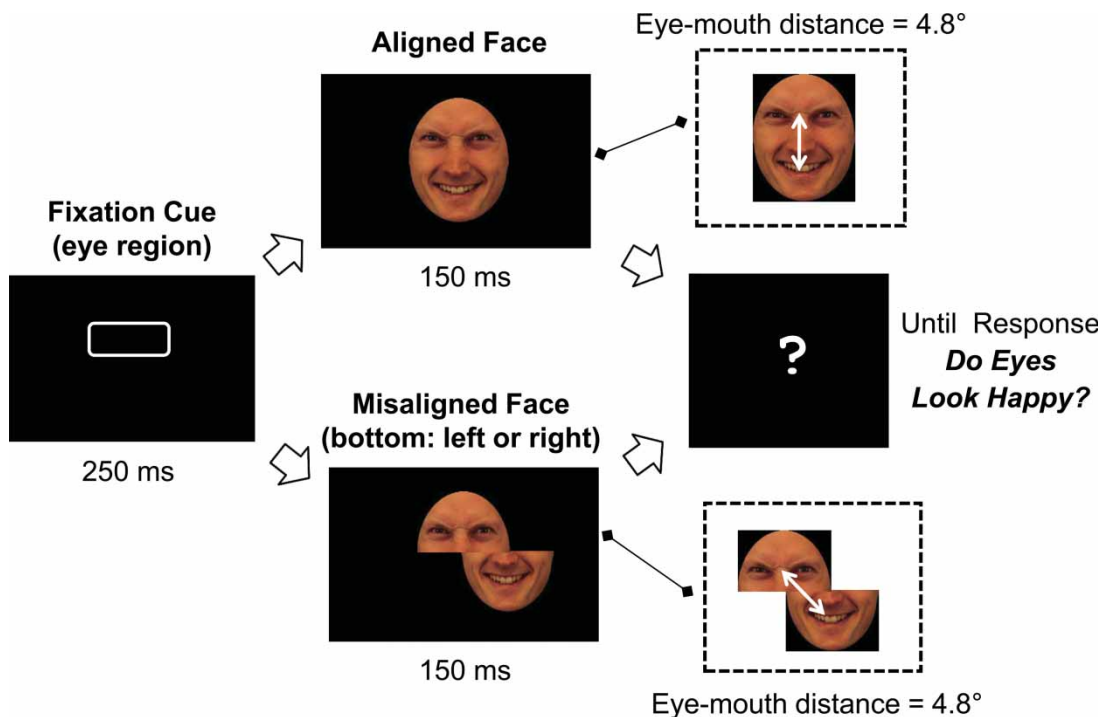 Eye-mouth distance = 4.8°
Aligned Face
Fixation Cue
(eye region)
150 ms
?
Until Response
Do Eyes
Look Happy?
Misaligned Face
(bottom: left or right)
250 ms
150 ms
Eye-mouth distance = 4.8°